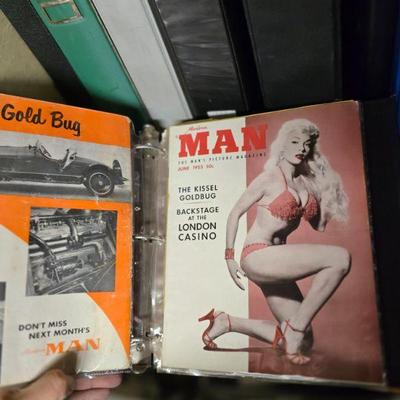 Gold Bug
DON'T MISS
NEXT MONTH'S
Modern
MAN
Modern
MAN
THE MAN'S PICTURE MAGAZINE
JUNE 1955 50c
THE KISSEL
GOLDBUG
BACKSTAGE
AT THE
LONDON
CASINO